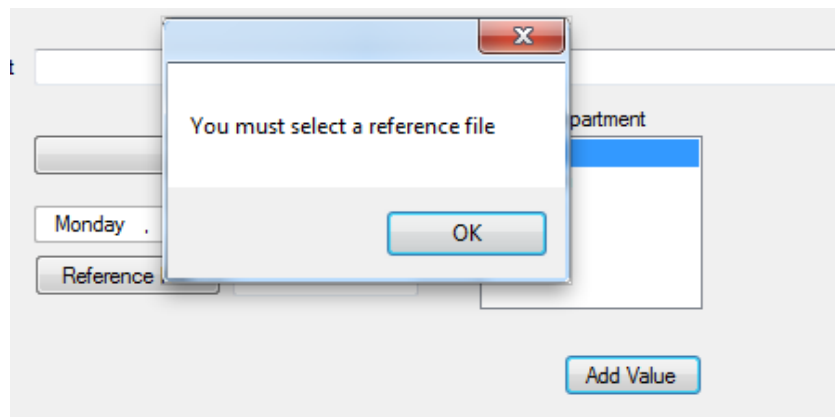 t
You must select a reference file
partment
Monday ,
OK
Reference
Add Value